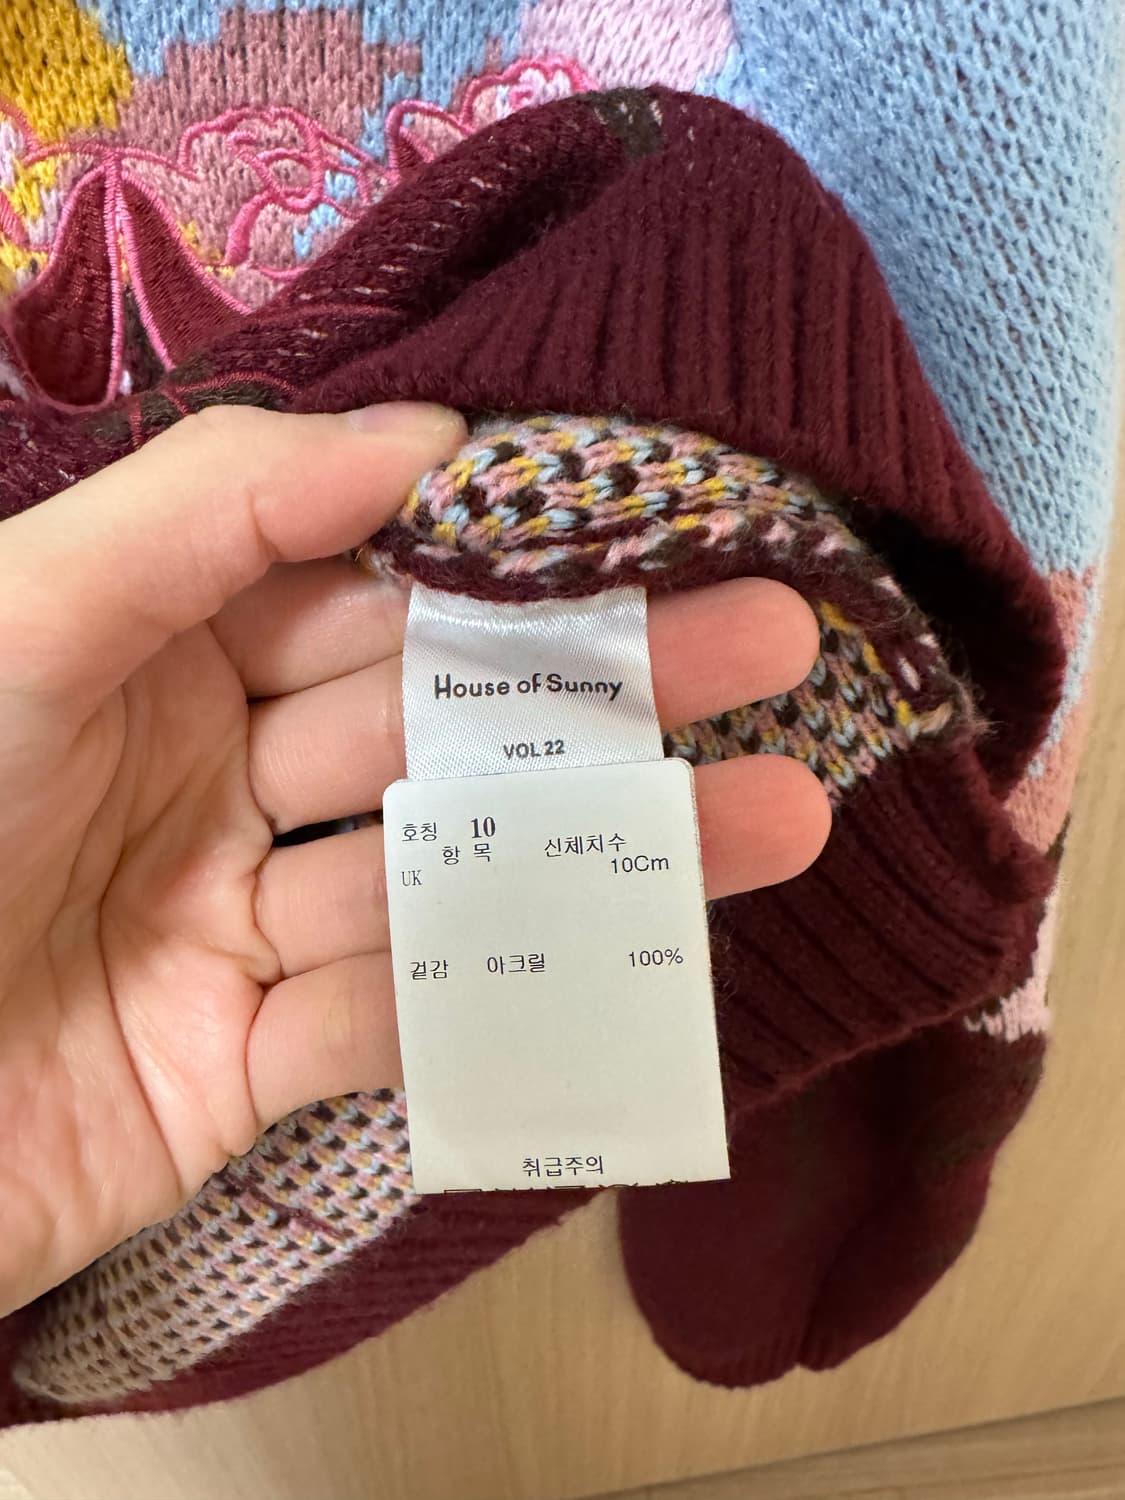 House of Sunny
VOL 22
호칭 10
항 목 신체치수
UK 10Cm
겉감 아크릴 100%
취급주의